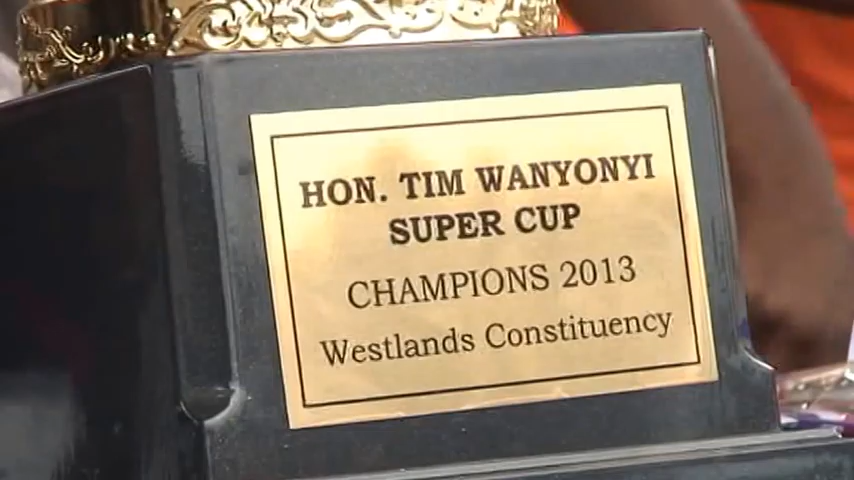 HON. TIM WANYONYI
SUPER CUP
CHAMPIONS 2013
Westlands Constituency